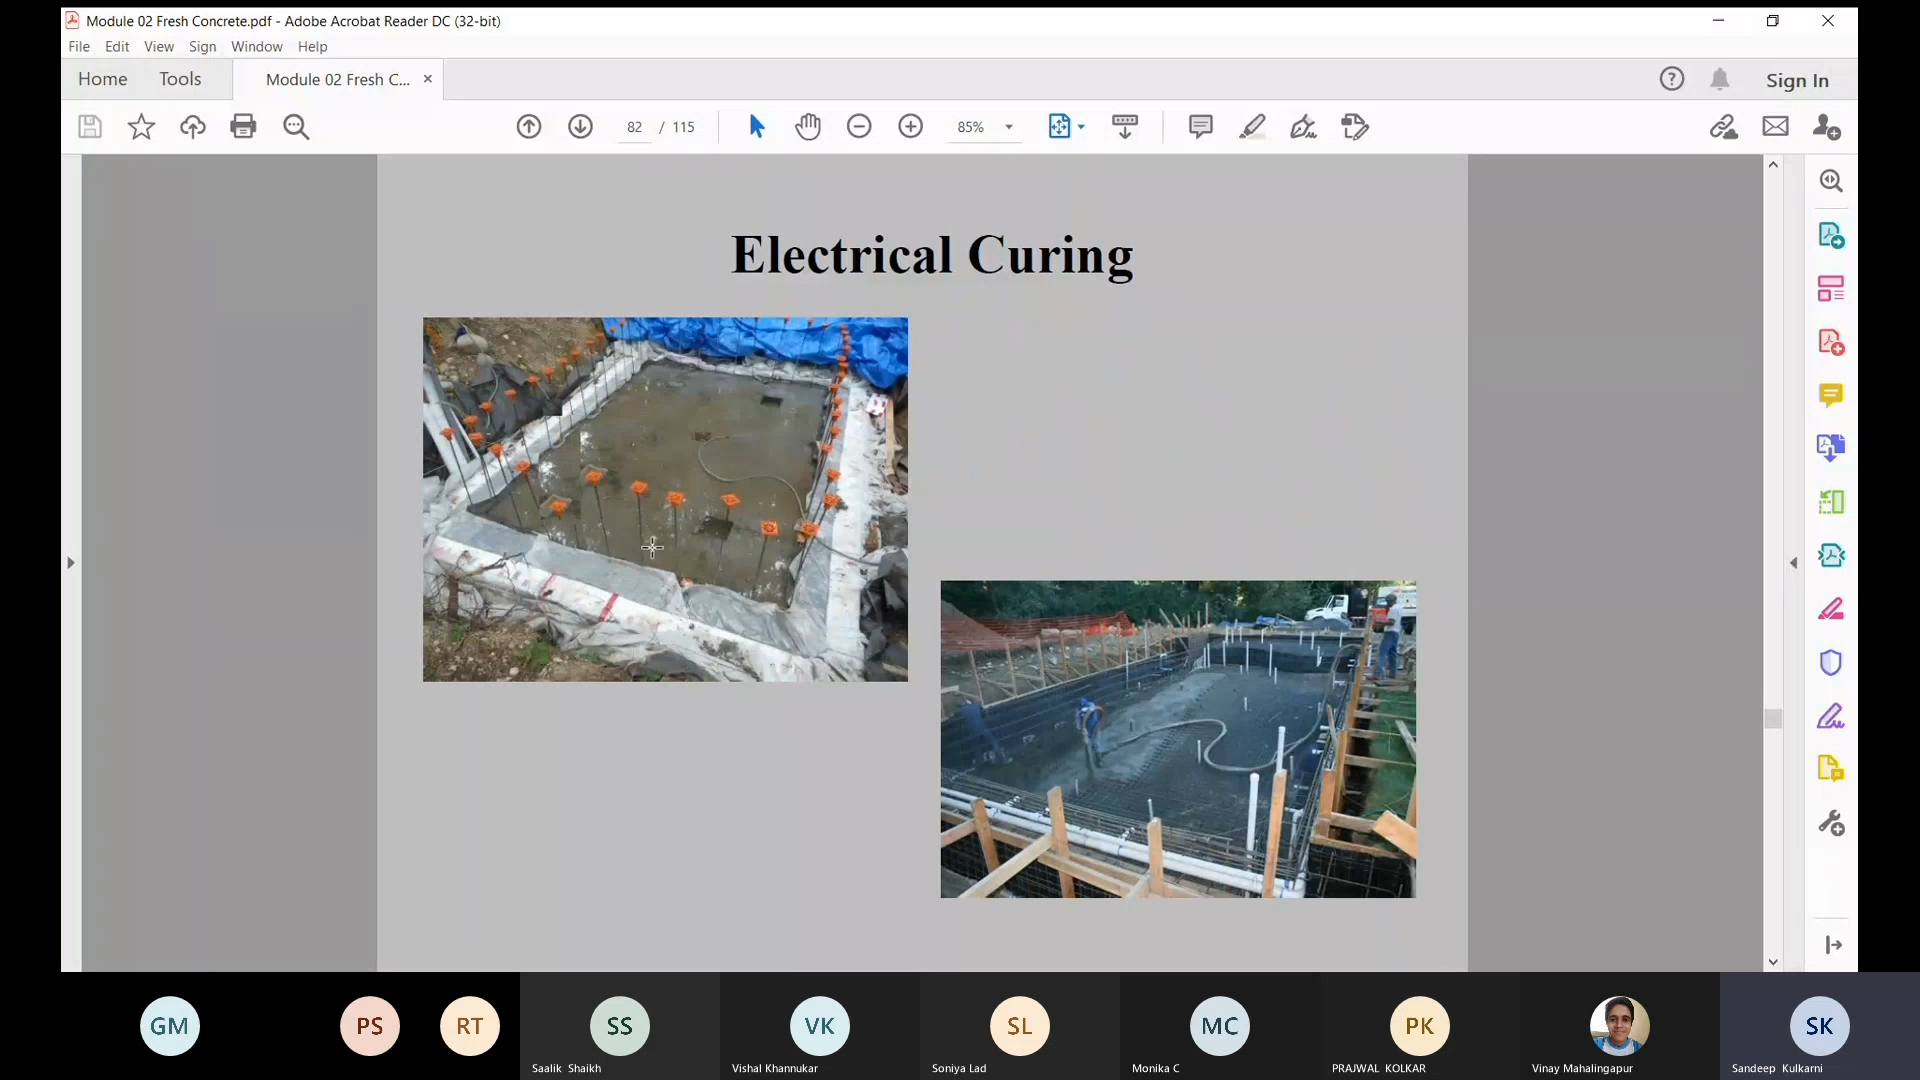 Module 02 Fresh Concrete.pdf - Adobe Acrobat Reader DC (32-bit)
File Edit View Sign Window Help
Home Tools Module 02 Fresh C... Sign In
82 / 115 85%
Electrical Curing
GM PS RT SS VK SL MC PK SK
Saalik Shaikh Vishal Khannukar Soniya Lad Monika C PRAJWAL KOLKAR Vinay Mahalingapur Sandeep Kulkarni